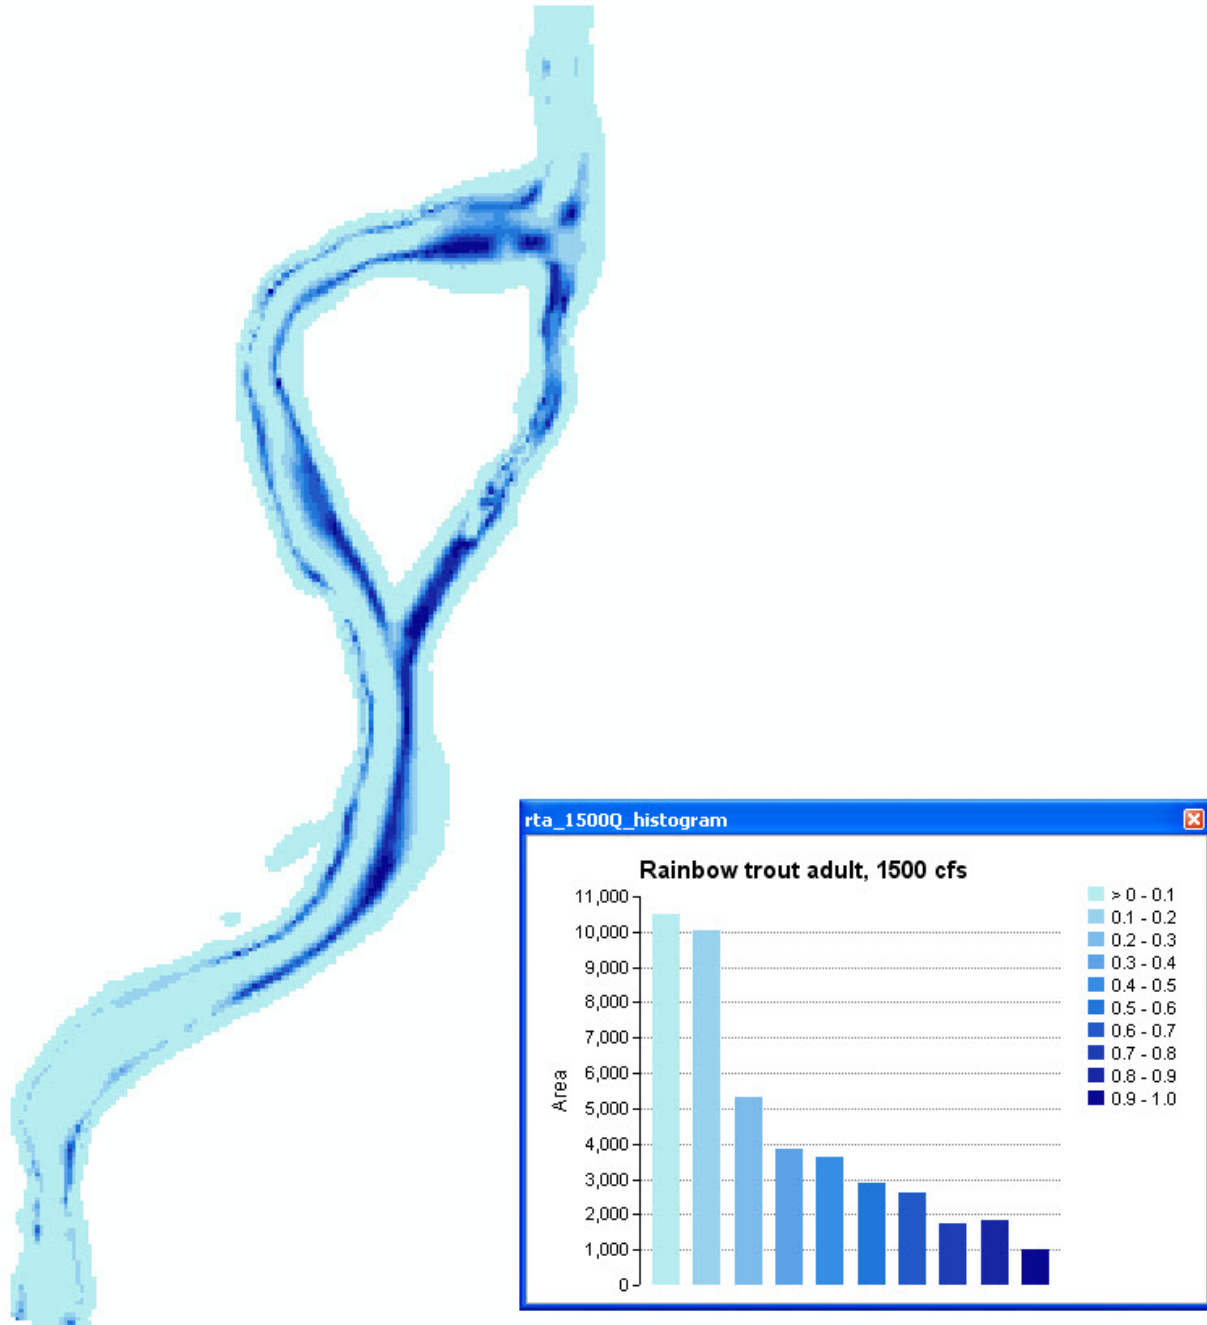 rta_1500Q_histogram
Rainbow trout adult, 1500 cfs
11,000
10,000
9,000
8,000
7,000
6,000
5,000
4,000
3,000
2,000
1,000
0
Area
> 0 - 0.1
0.1 - 0.2
0.2 - 0.3
0.3 - 0.4
0.4 - 0.5
0.5 - 0.6
0.6 - 0.7
0.7 - 0.8
0.8 - 0.9
0.9 - 1.0